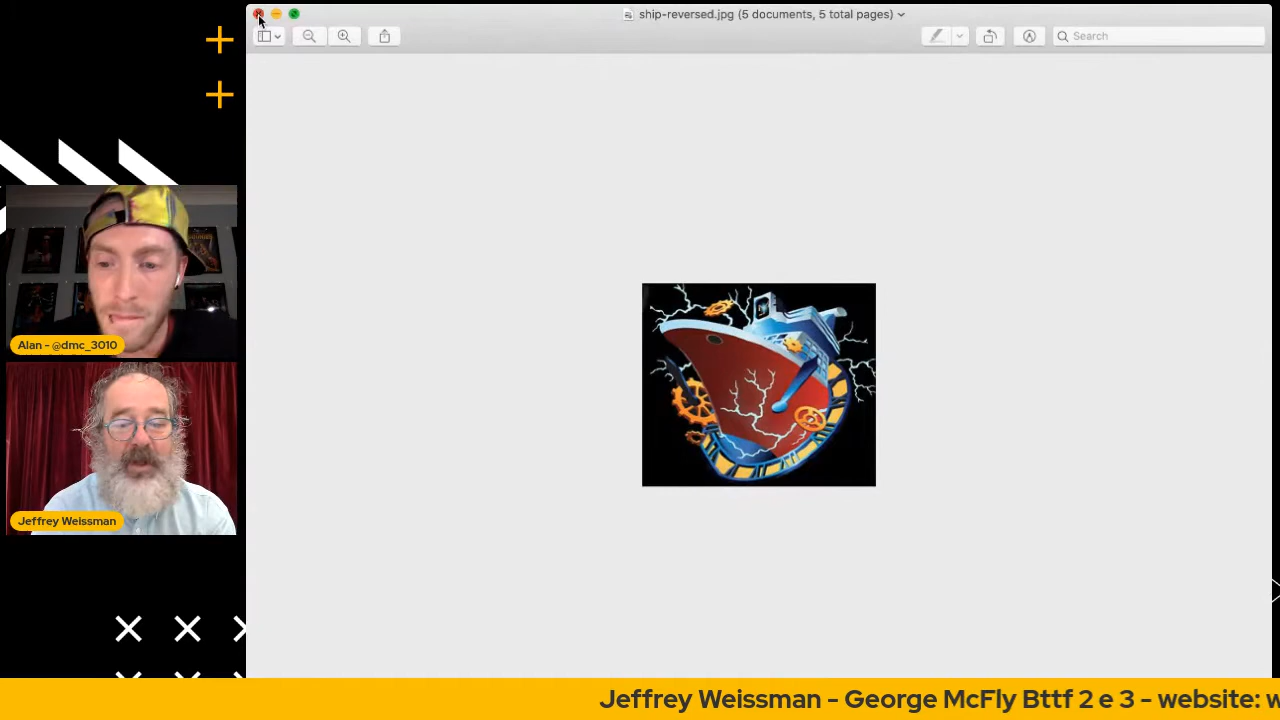 ship-reversed.jpg (5 documents, 5 total pages)
Search
Alan - @dmc_3010
Jeffrey Weissman
Jeffrey Weissman - George McFly Bttf 2 e 3 - website: w